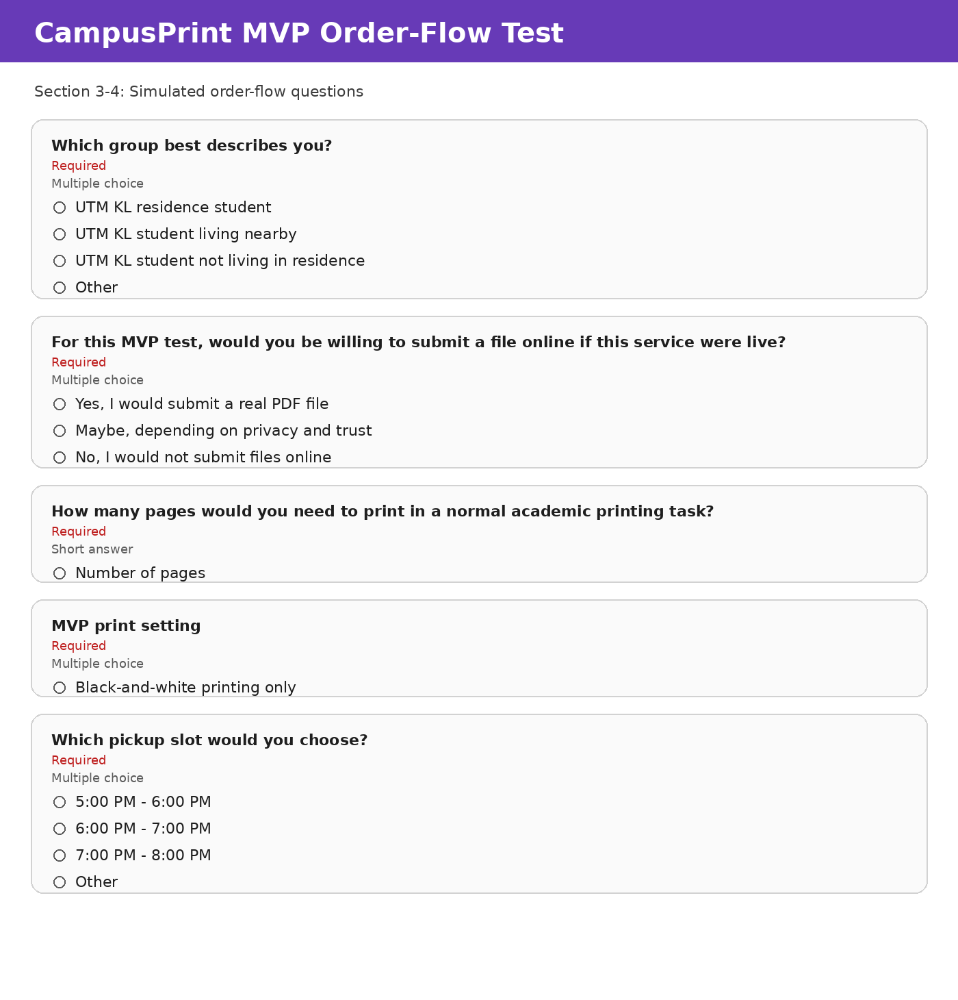 CampusPrint MVP Order-Flow Test
Section 3-4: Simulated order-flow questions
Which group best describes you?
Required
Multiple choice
UTM KL residence student
UTM KL student living nearby
UTM KL student not living in residence
Other
For this MVP test, would you be willing to submit a file online if this service were live?
Required
Multiple choice
Yes, I would submit a real PDF file
Maybe, depending on privacy and trust
No, I would not submit files online
How many pages would you need to print in a normal academic printing task?
Required
Short answer
Number of pages
MVP print setting
Required
Multiple choice
Black-and-white printing only
Which pickup slot would you choose?
Required
Multiple choice
5:00 PM - 6:00 PM
6:00 PM - 7:00 PM
7:00 PM - 8:00 PM
Other